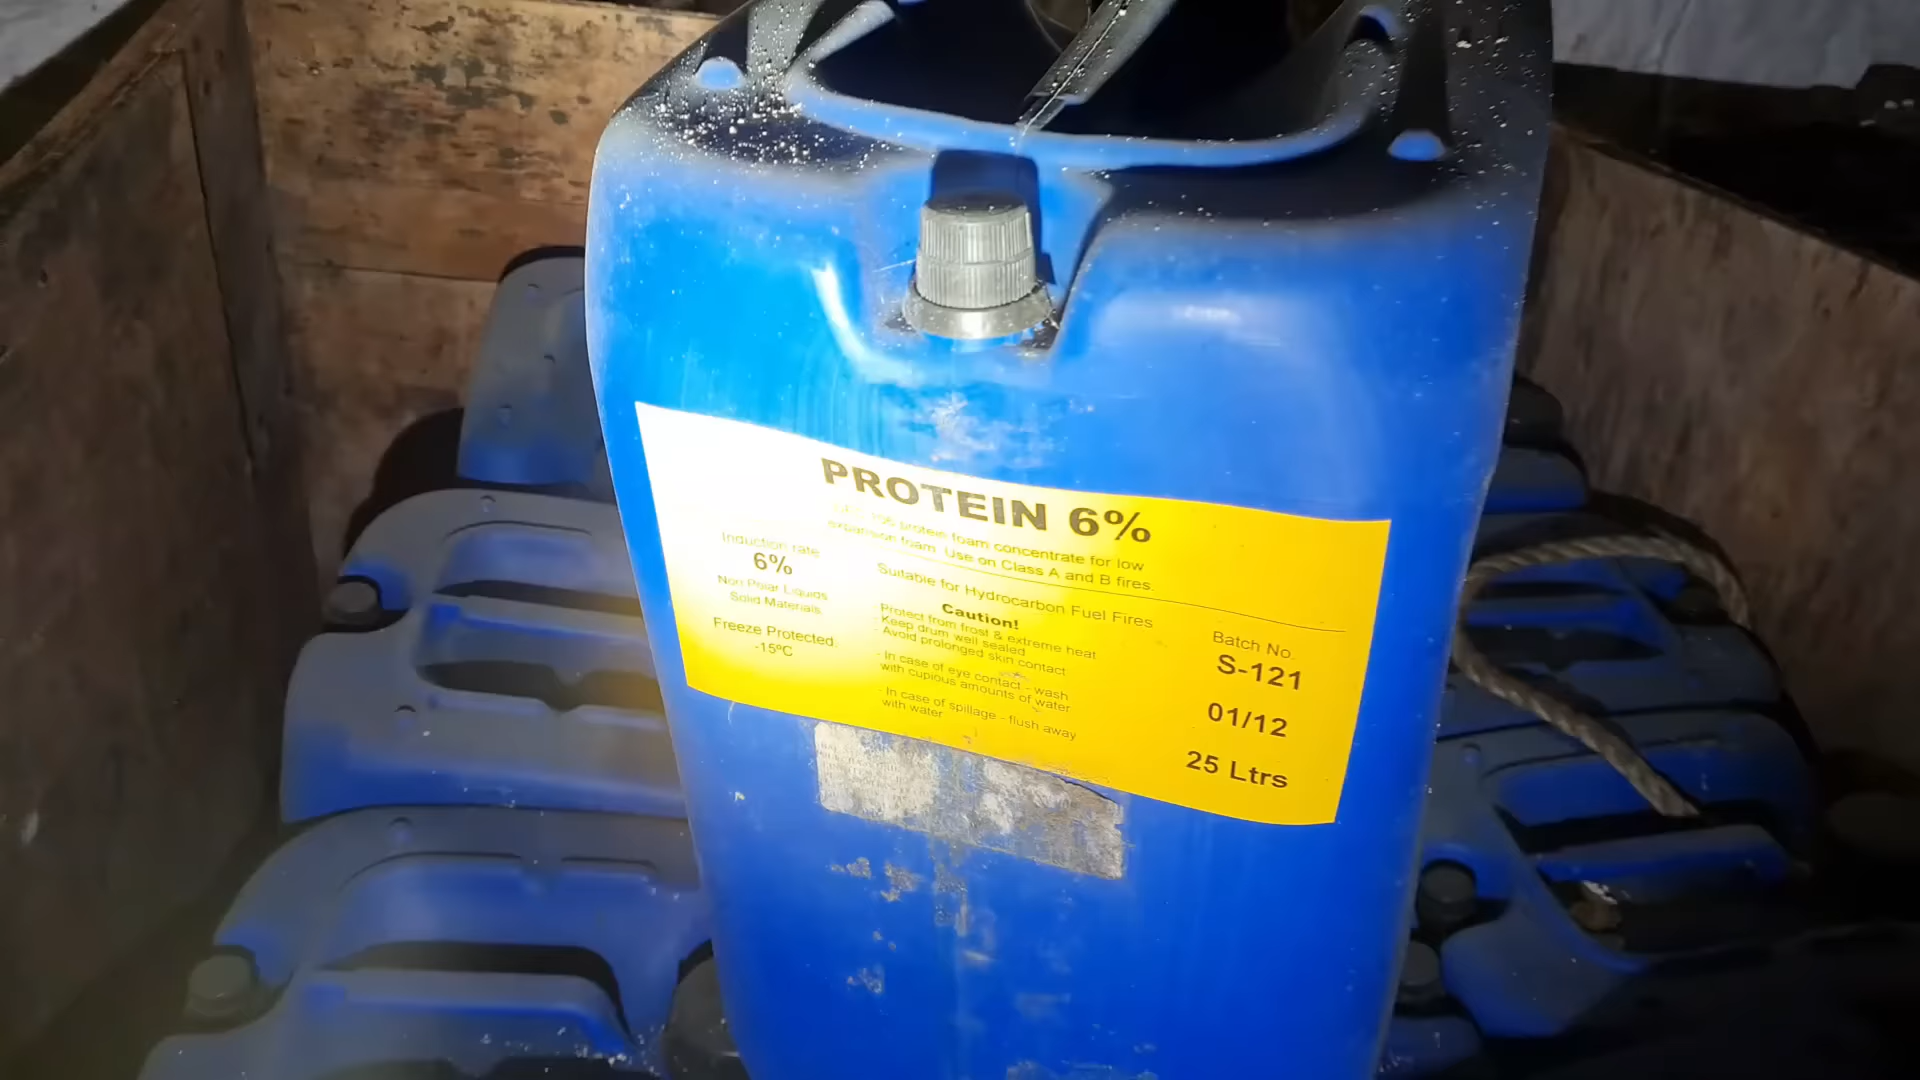 PROTEIN 6%
protein foam concentrate for low
expansion foam. Use on Class A and B fires.
Suitable for Hydrocarbon Fuel Fires
Induction rate
6%
Non Polar Liquids
Solid Materials
Freeze Protected:
-15ºC
Caution!
Protect from frost & extreme heat
- Keep drum well sealed
- Avoid prolonged skin contact
- In case of eye contact - wash
with cupious amounts of water
- In case of spillage - flush away
with water
Batch No.
S-121
01/12
25 Ltrs